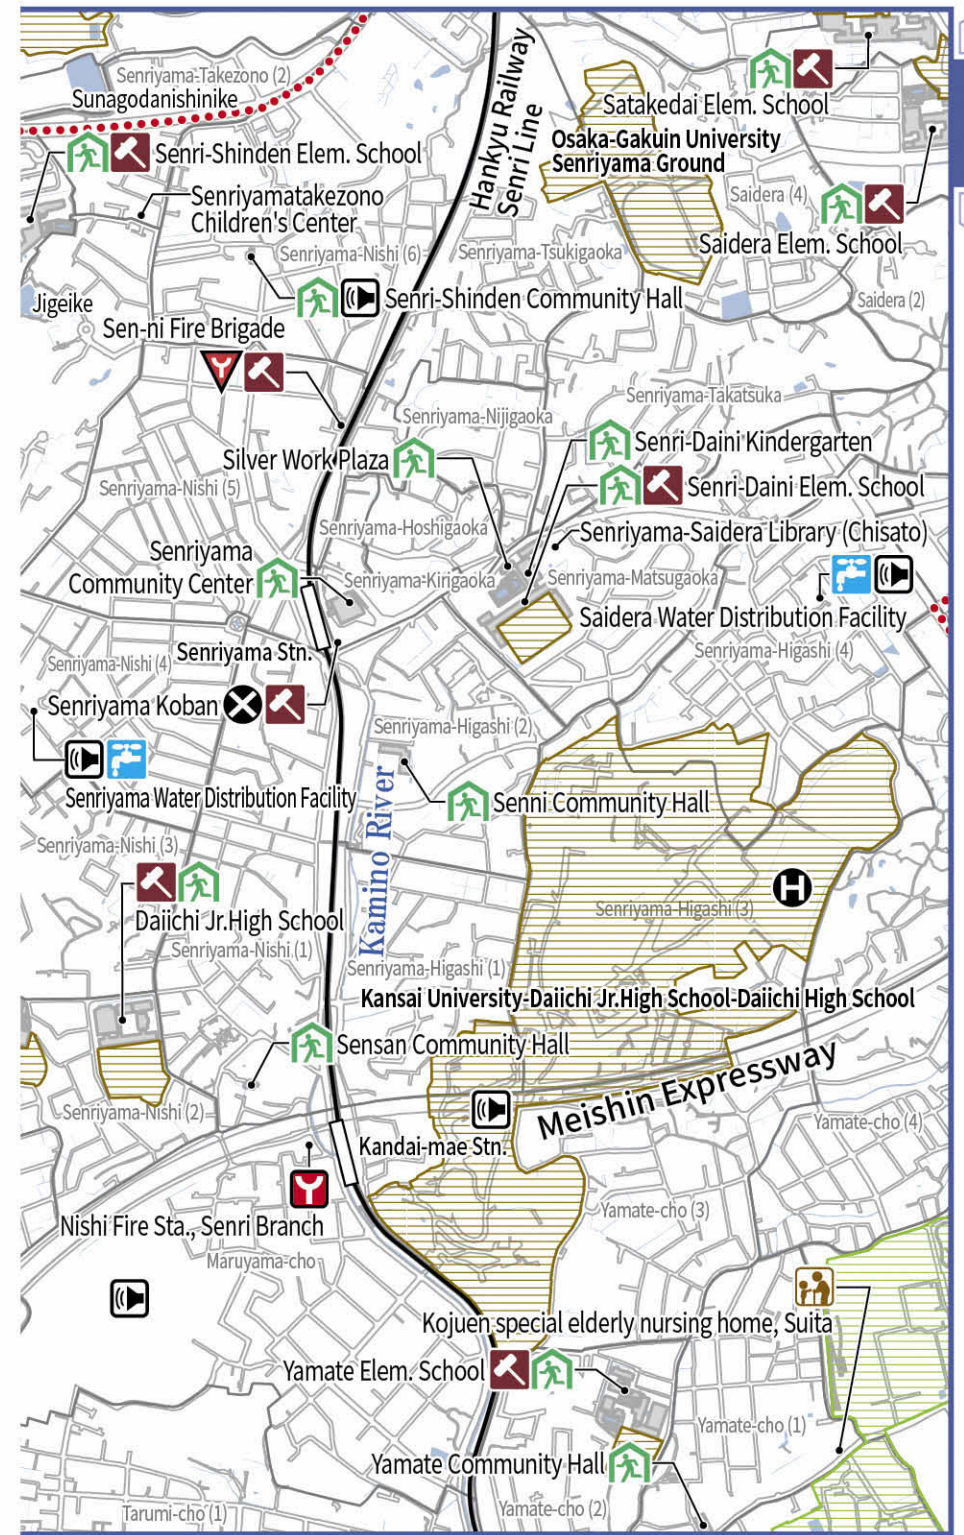 Senriyama-Takezono (2)
Sunagodanishinike
Hankyu Railway
Senri Line
Satakedai Elem. School
Osaka-Gakuin University
Senriyama Ground
Senri-Shinden Elem. School
Senriyamatakezono
Children's Center
Saidera (4)
Saidera Elem. School
Senriyama-Nishi (6)
Senriyama-Tsukigaoka
Senri-Shinden Community Hall
Jigeike
Saidera (2)
Sen-ni Fire Brigade
Senriyama-Takatsuka
Senriyama-Nijigaoka
Senri-Daini Kindergarten
Silver Work Plaza
Senriyama-Nishi (5)
Senri-Daini Elem. School
Senriyama-Hoshigaoka
Senriyama-Saidera Library (Chisato)
Senriyama
Community Center
Senriyama-Kirigaoka
Senriyama-Matsugaoka
Saidera Water Distribution Facility
Senriyama Stn.
Senriyama-Nishi (4)
Senriyama-Higashi (4)
Senriyama Koban
Senriyama-Higashi (2)
Senriyama Water Distribution Facility
Senni Community Hall
Kamino River
Senriyama-Nishi (3)
H
Daiichi Jr.High School
Senriyama-Higashi (3)
Senriyama-Nishi (1)
Senriyama-Higashi (1)
Kansai University-Daiichi Jr.High School-Daiichi High School
Sensan Community Hall
Meishin Expressway
Senriyama-Nishi (2)
Yamate-cho (4)
Kandai-mae Stn.
Yamate-cho (3)
Nishi Fire Sta., Senri Branch
Maruyama-cho
Kojuen special elderly nursing home, Suita
Yamate Elem. School
Yamate-cho (1)
Yamate Community Hall
Tarumi-cho (1)
Yamate-cho (2)